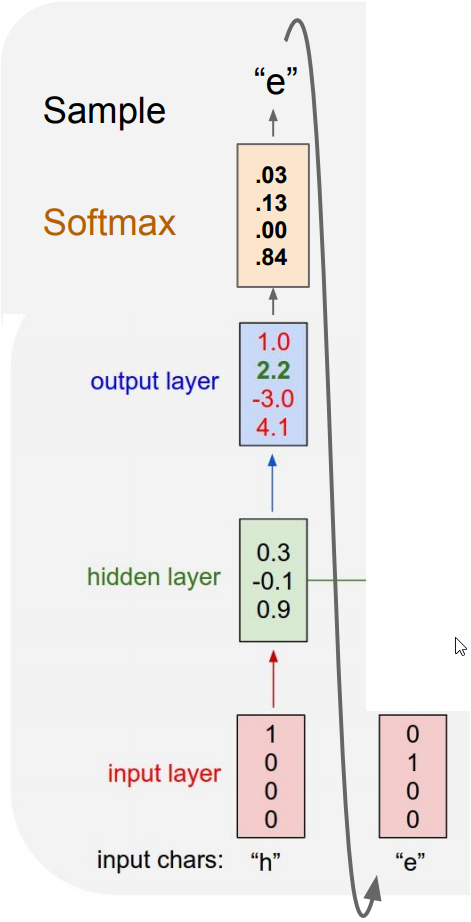 “e”
Sample
.03
.13
Softmax
.00
.84
1.0
output layer
2.2
-3.0
4.1
0.3
hidden layer
-0.1
0.9
1 0
0 1
input layer
0 0
0 0
input chars: “h” “e”